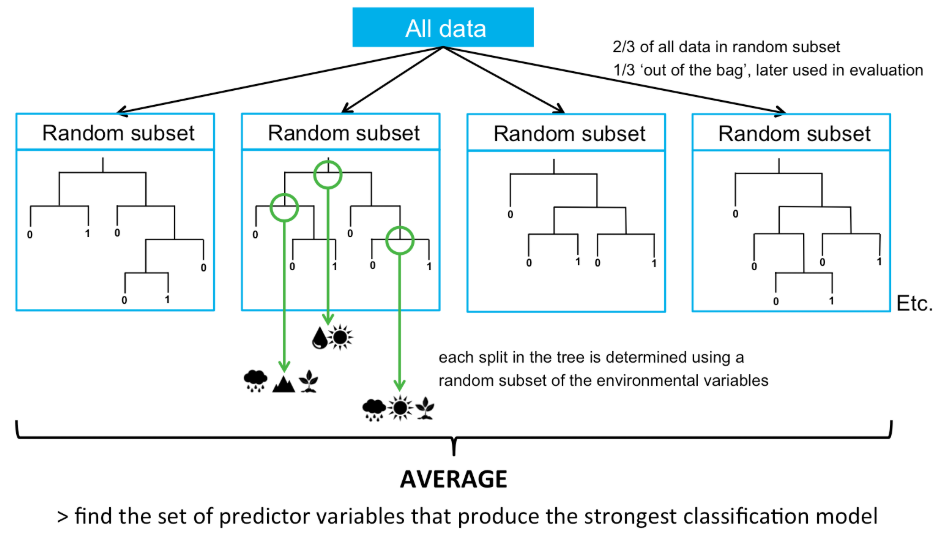 All data
2/3 of all data in random subset
1/3 ‘out of the bag’, later used in evaluation
Random subset
Random subset
Random subset
Random subset
0
1
0
0
0
1
0
0
1
0
0
1
0
0
1
0
1
0
0
0
1
0
1
Etc.
each split in the tree is determined using a
random subset of the environmental variables
AVERAGE
> find the set of predictor variables that produce the strongest classification model